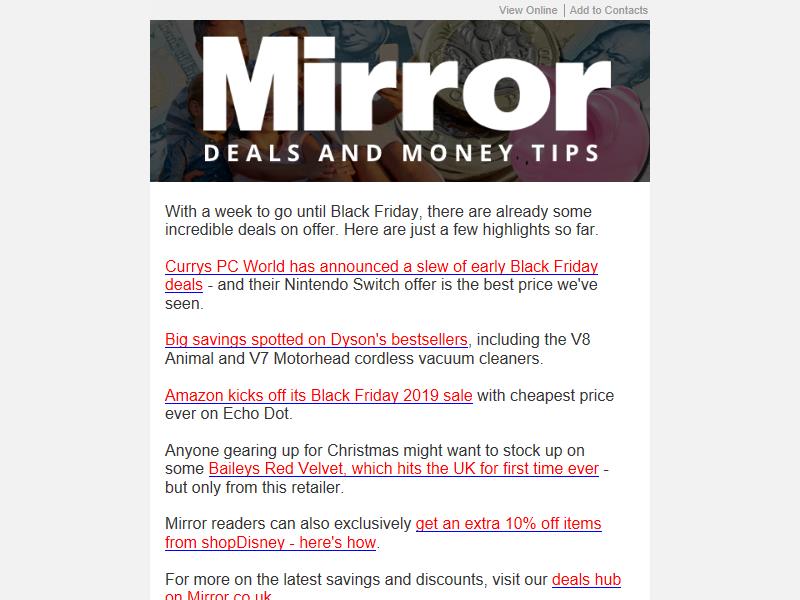 View Online | Add to Contacts
Mirror
DEALS AND MONEY TIPS
With a week to go until Black Friday, there are already some
incredible deals on offer. Here are just a few highlights so far.
Currys PC World has announced a slew of early Black Friday
deals - and their Nintendo Switch offer is the best price we've
seen.
Big savings spotted on Dyson's bestsellers, including the V8
Animal and V7 Motorhead cordless vacuum cleaners.
Amazon kicks off its Black Friday 2019 sale with cheapest price
ever on Echo Dot.
Anyone gearing up for Christmas might want to stock up on
some Baileys Red Velvet, which hits the UK for first time ever -
but only from this retailer.
Mirror readers can also exclusively get an extra 10% off items
from shopDisney - here's how.
For more on the latest savings and discounts, visit our deals hub
on Mirror.co.uk